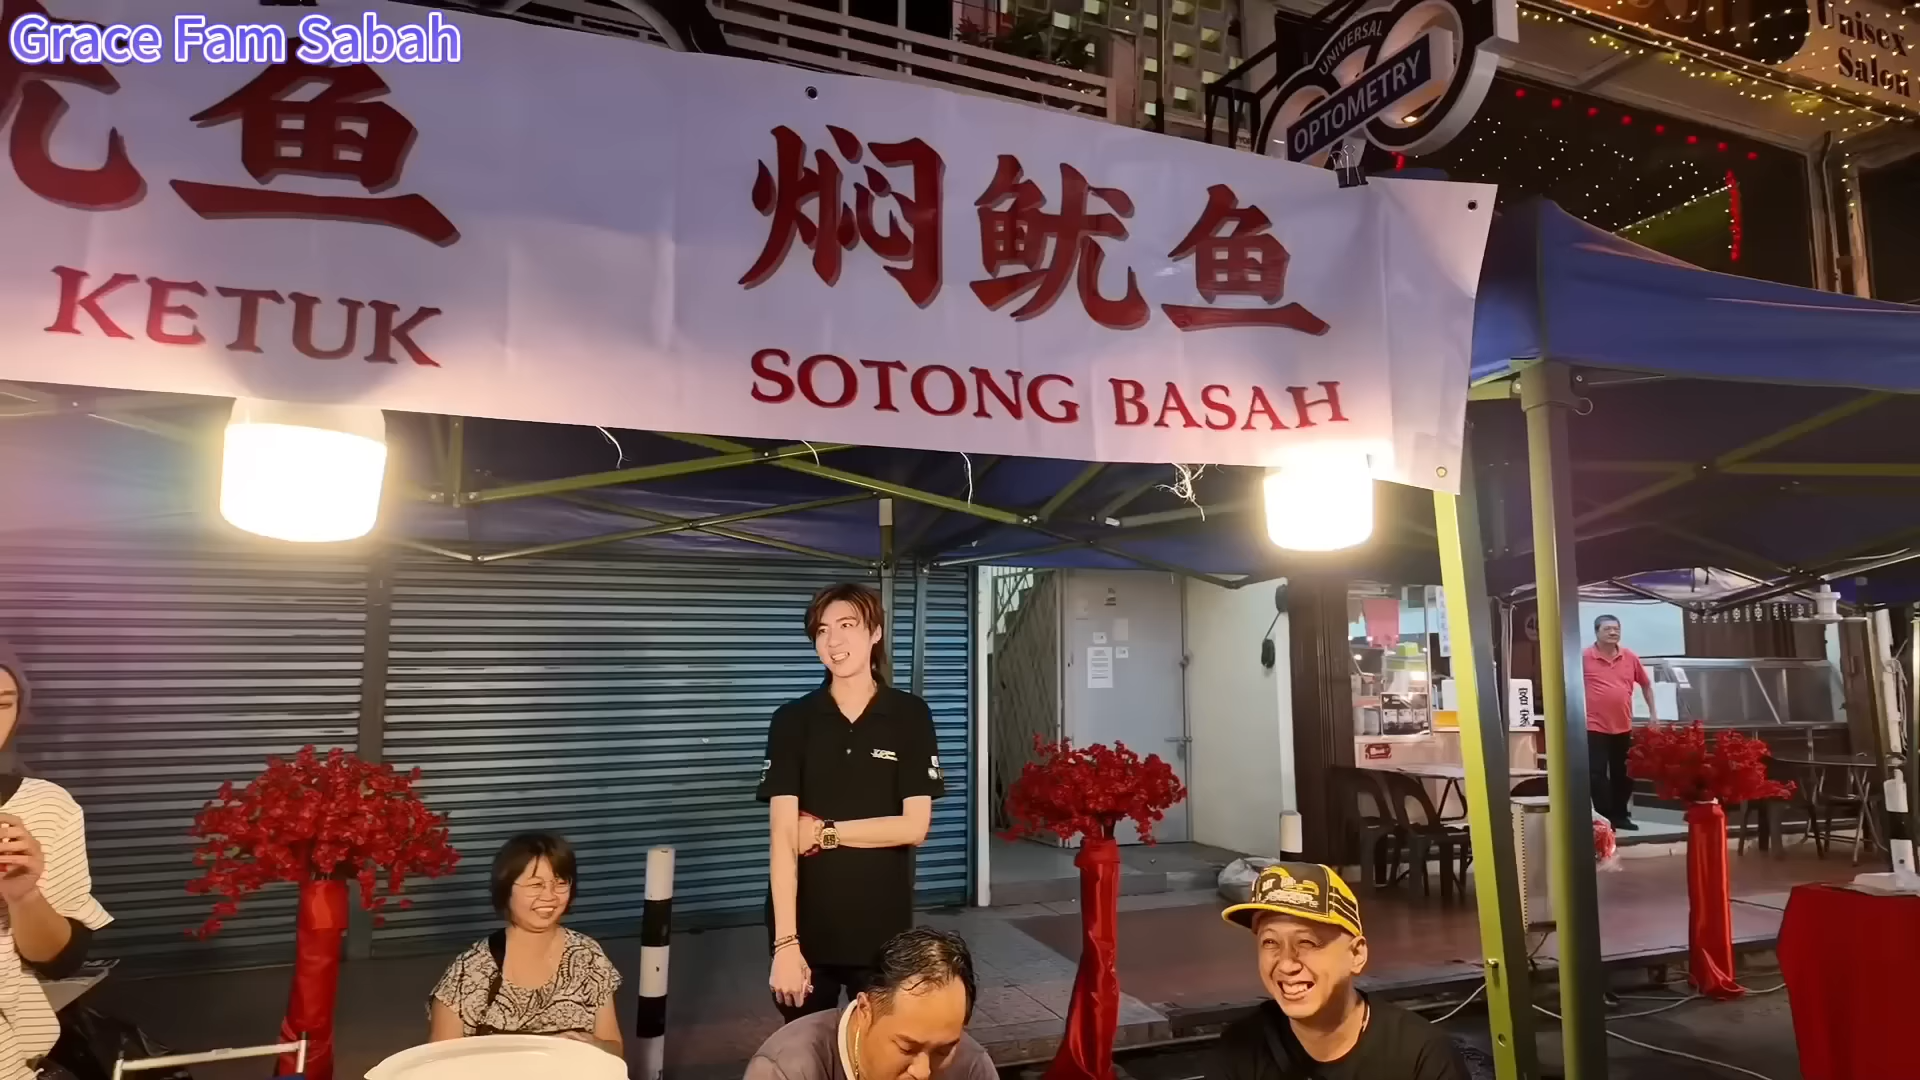 Grace Fam Sabah
鱼
KETUK
焖鱿鱼
SOTONG BASAH
UNIVERSAL
OPTOMETRY
Unisex
Salon